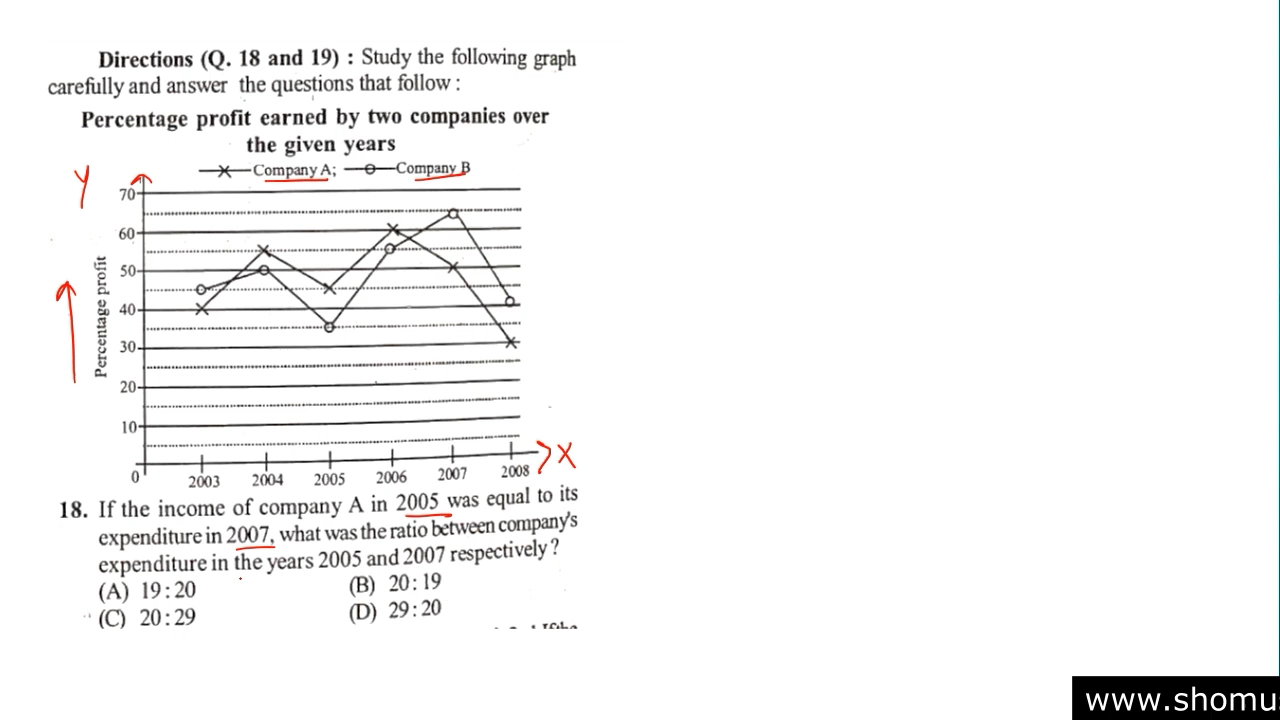 Directions (Q. 18 and 19) : Study the following graph
carefully and answer the questions that follow :
Percentage profit earned by two companies over
the given years
Company A; Company B
Y
70
60
50
40
30
20
10
0
Percentage profit
2003 2004 2005 2006 2007 2008
X
18. If the income of company A in 2005 was equal to its
expenditure in 2007, what was the ratio between company's
expenditure in the years 2005 and 2007 respectively ?
(A) 19 : 20 (B) 20 : 19
(C) 20 : 29 (D) 29 : 20
www.shomu